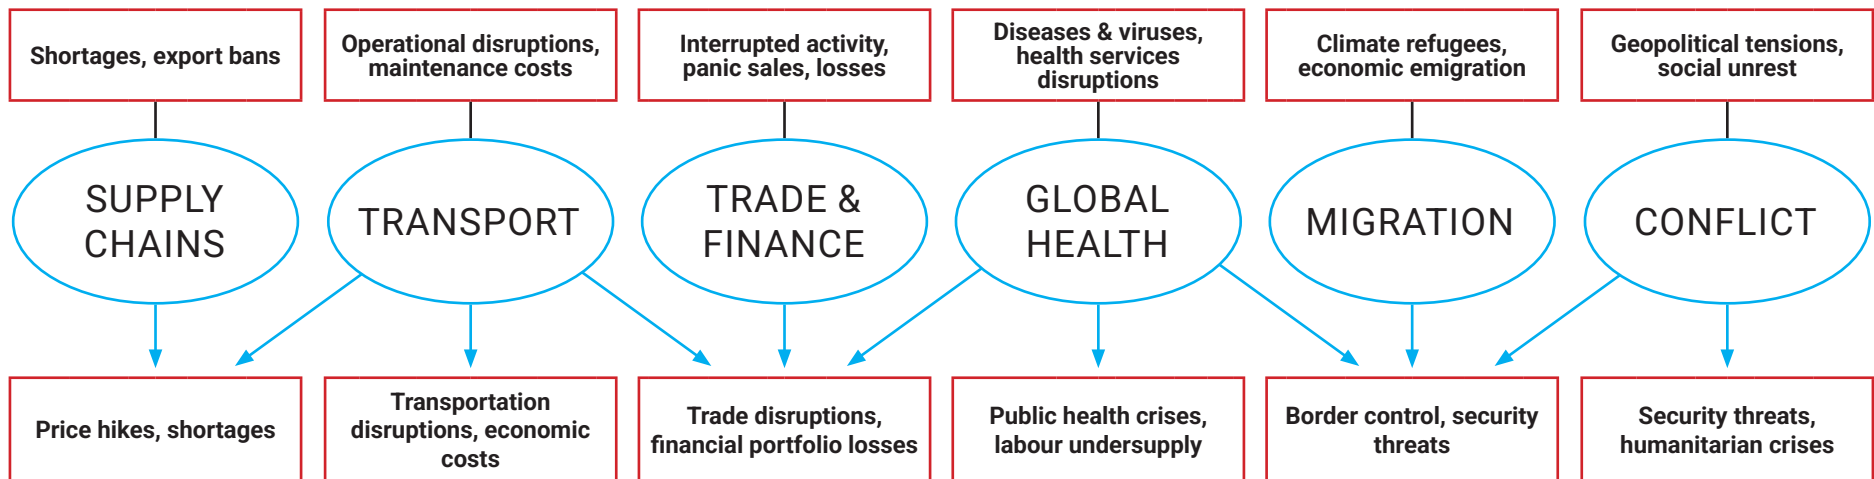 Shortages, export bans
Operational disruptions,
maintenance costs
Interrupted activity,
panic sales, losses
Diseases & viruses,
health services
disruptions
Climate refugees,
economic emigration
Geopolitical tensions,
social unrest
SUPPLY
CHAINS
TRANSPORT
TRADE &
FINANCE
GLOBAL
HEALTH
MIGRATION
CONFLICT
Price hikes, shortages
Transportation
disruptions, economic
costs
Trade disruptions,
financial portfolio losses
Public health crises,
labour undersupply
Border control, security
threats
Security threats,
humanitarian crises